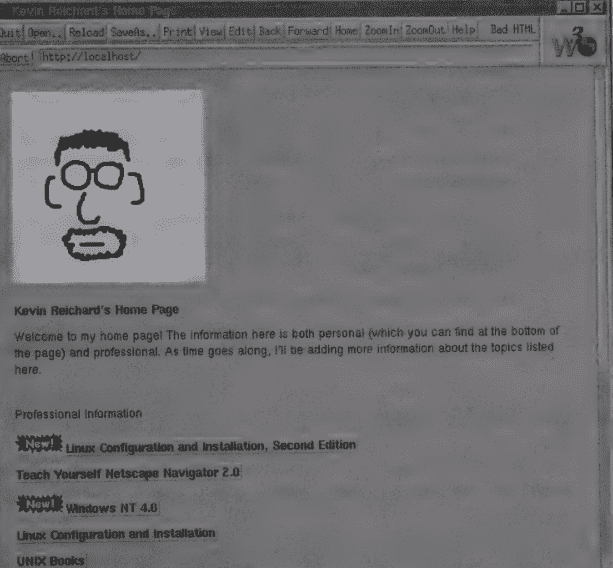 Kevin Reichard's Home Page
Quit Open.. Reload SaveAs.. Print View Edit Back Forward Home ZoomIn ZoomOut Help Bad HTML
Abort! http://localhost/
W3
Kevin Reichard's Home Page
Welcome to my home page! The information here is both personal (which you can find at the bottom of
the page) and professional. As time goes along, I'll be adding more information about the topics listed
here.
Professional Information
New! Linux Configuration and Installation, Second Edition
Teach Yourself Netscape Navigator 2.0
New! Windows NT 4.0
Linux Configuration and Installation
UNIX Books